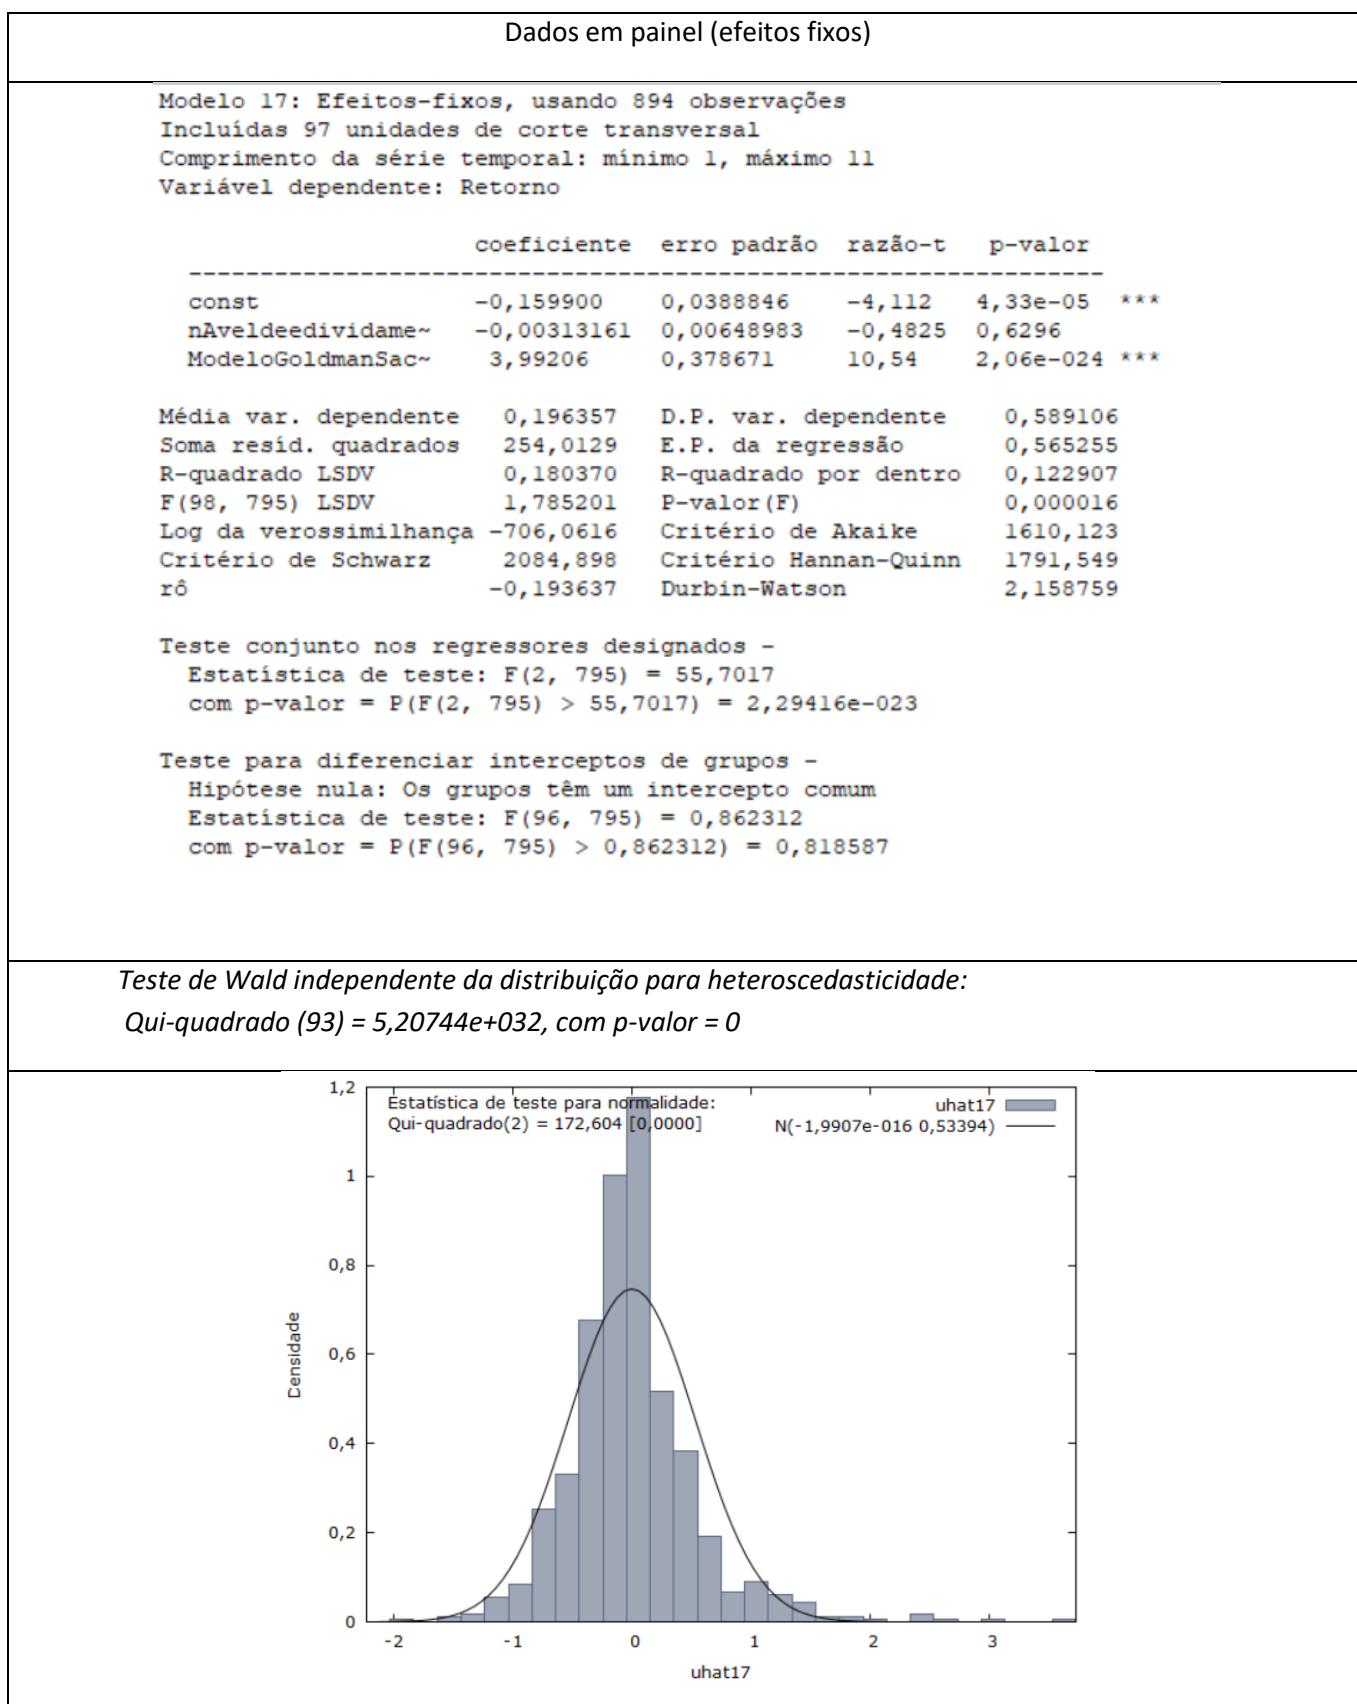 Dados em painel (efeitos fixos)
Modelo 17: Efeitos-fixos, usando 894 observações
Incluídas 97 unidades de corte transversal
Comprimento da série temporal: mínimo 1, máximo 11
Variável dependente: Retorno
coeficiente erro padrão razão-t p-valor
------------------------------------------------------------------
const -0,159900 0,0388846 -4,112 4,33e-05 ***
nAveldeedividame~ -0,00313161 0,00648983 -0,4825 0,6296
ModeloGoldmanSac~ 3,99206 0,378671 10,54 2,06e-024 ***
Média var. dependente 0,196357 D.P. var. dependente 0,589106
Soma resíd. quadrados 254,0129 E.P. da regressão 0,565255
R-quadrado LSDV 0,180370 R-quadrado por dentro 0,122907
F(98, 795) LSDV 1,785201 P-valor(F) 0,000016
Log da verossimilhança -706,0616 Critério de Akaike 1610,123
Critério de Schwarz 2084,898 Critério Hannan-Quinn 1791,549
rô -0,193637 Durbin-Watson 2,158759
Teste conjunto nos regressores designados -
Estatística de teste: F(2, 795) = 55,7017
com p-valor = P(F(2, 795) > 55,7017) = 2,29416e-023
Teste para diferenciar interceptos de grupos -
Hipótese nula: Os grupos têm um intercepto comum
Estatística de teste: F(96, 795) = 0,862312
com p-valor = P(F(96, 795) > 0,862312) = 0,818587
Teste de Wald independente da distribuição para heteroscedasticidade:
Qui-quadrado (93) = 5,20744e+032, com p-valor = 0
Estatística de teste para normalidade:
Qui-quadrado(2) = 172,604 [0,0000]
uhat17
N(-1,9907e-016 0,53394)
1,2
1
0,8
0,6
0,4
0,2
0
Densidade
-2 -1 0 1 2 3
uhat17